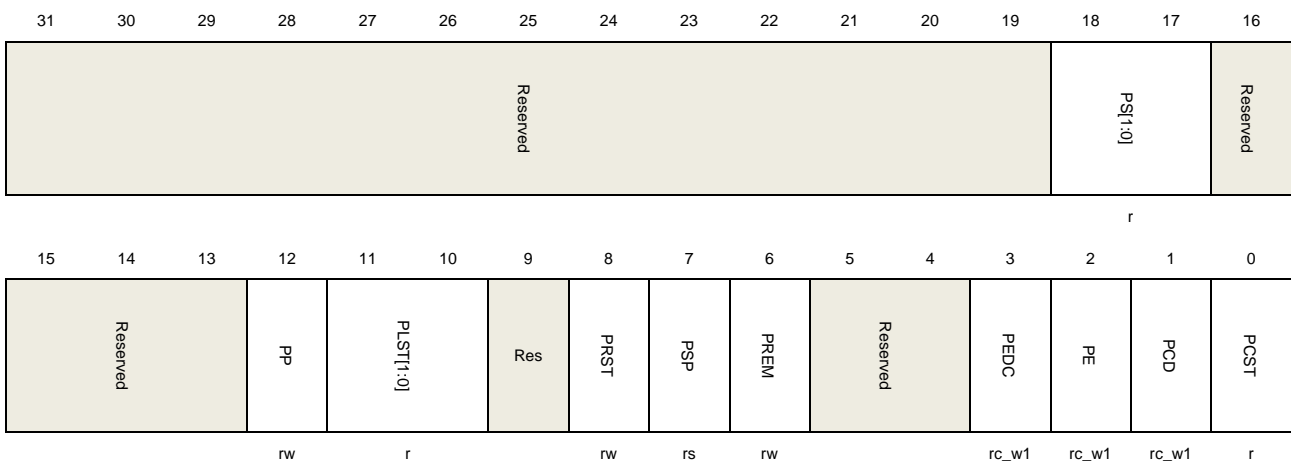 31 30 29 28 27 26 25 24 23 22 21 20 19 18 17 16
Reserved PS[1:0] Reserved
r
15 14 13 12 11 10 9 8 7 6 5 4 3 2 1 0
Reserved PP PLST[1:0] Res PRST PSP PREM Reserved PEDC PE PCD PCST
rw r rw rs rw rc_w1 rc_w1 rc_w1 r